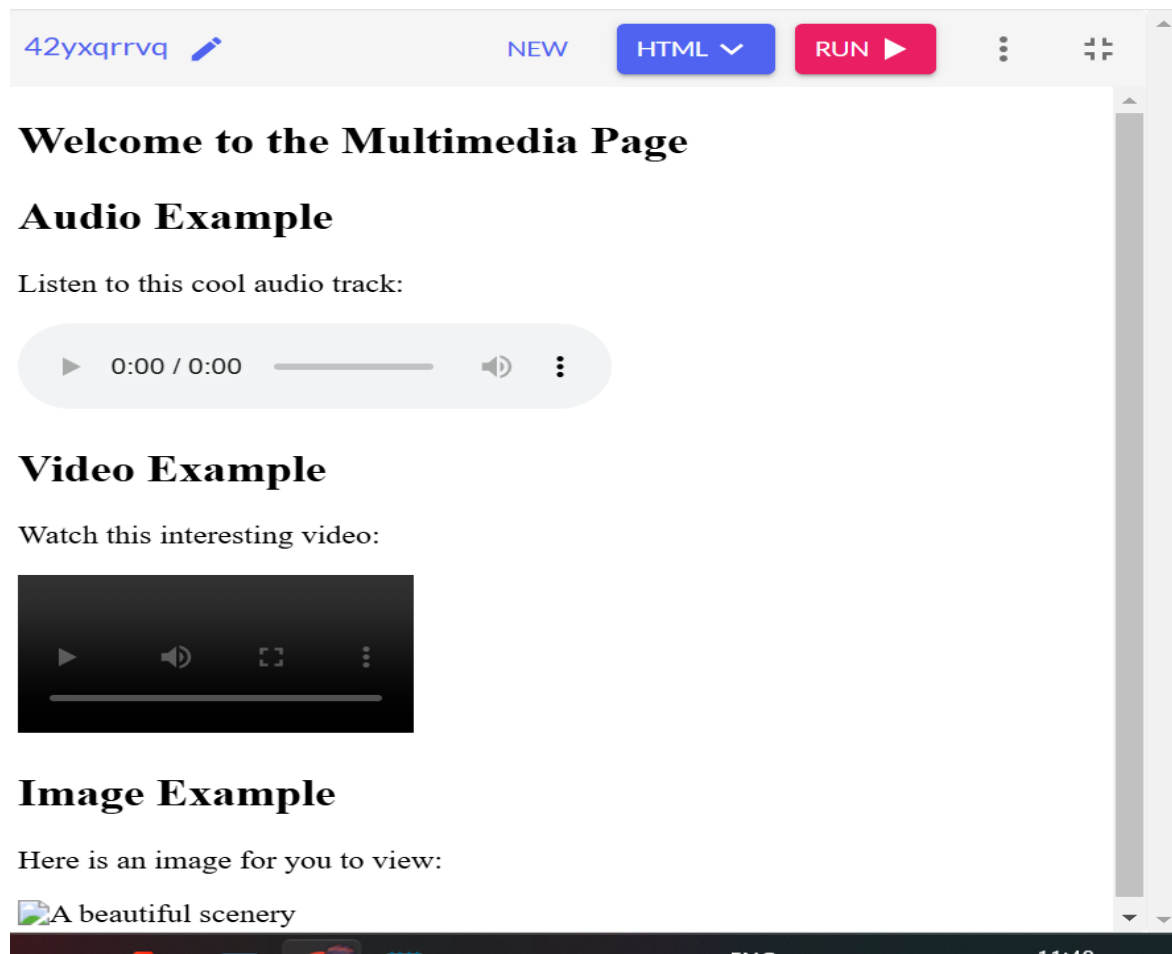 42yxqrrvq NEW HTML RUN
Welcome to the Multimedia Page
Audio Example
Listen to this cool audio track:
0:00 / 0:00
Video Example
Watch this interesting video:
Image Example
Here is an image for you to view:
A beautiful scenery